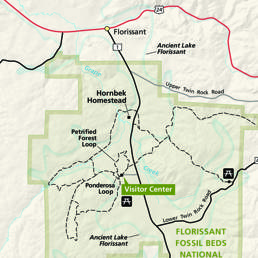 Florissant
1
Ancient Lake
Florissant
Upper Twin Rock Road
Hornbek
Homestead
Petrified
Forest
Loop
Creek
Ponderosa
Loop
Visitor Center
Lower Twin Rock Road
Ancient Lake
Florissant
FLORISSANT
FOSSIL BEDS
NATIONAL